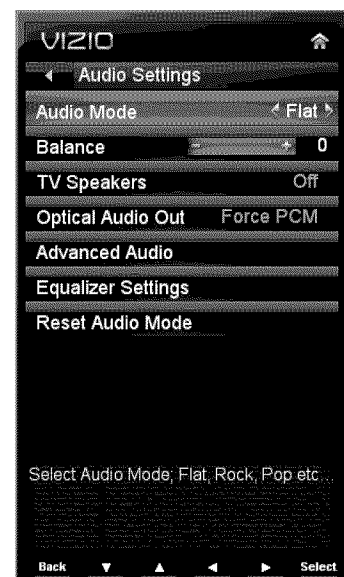 VIZIO
Audio Settings
Audio Mode Flat
Balance - + 0
TV Speakers Off
Optical Audio Out Force PCM
Advanced Audio
Equalizer Settings
Reset Audio Mode
Select Audio Mode; Flat, Rock, Pop etc...
Back Select